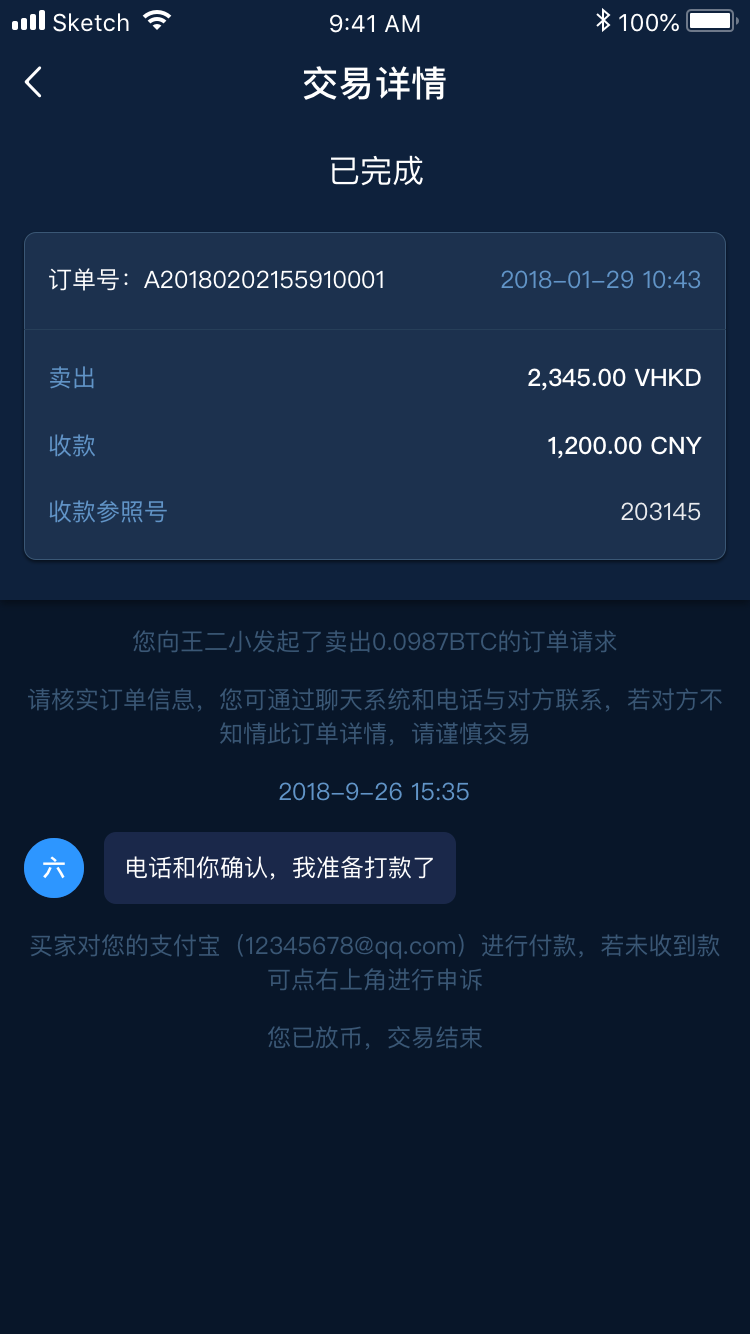 Sketch 9:41 AM 100%
交易详情
已完成
订单号：A20180202155910001 2018-01-29 10:43
卖出 2,345.00 VHKD
收款 1,200.00 CNY
收款参照号 203145
您向王二小发起了卖出0.0987BTC的订单请求
请核实订单信息，您可通过聊天系统和电话与对方联系，若对方不
知情此订单详情，请谨慎交易
2018-9-26 15:35
六 电话和你确认，我准备打款了
买家对您的支付宝（12345678@qq.com）进行付款，若未收到款
可点右上角进行申诉
您已放币，交易结束